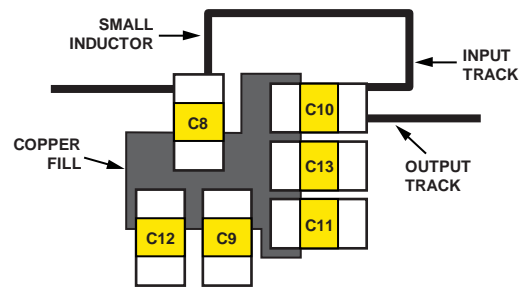 SMALL
INDUCTOR
INPUT
TRACK
C8
C10
COPPER
FILL
C13
OUTPUT
TRACK
C12
C9
C11